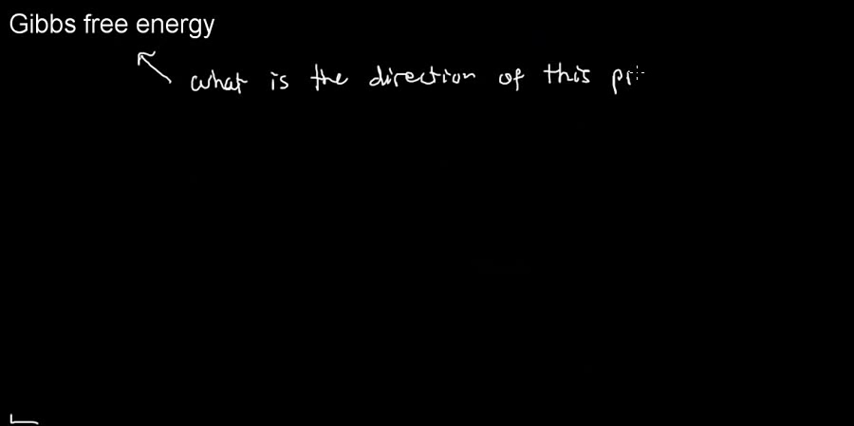 Gibbs free energy
what is the direction of this